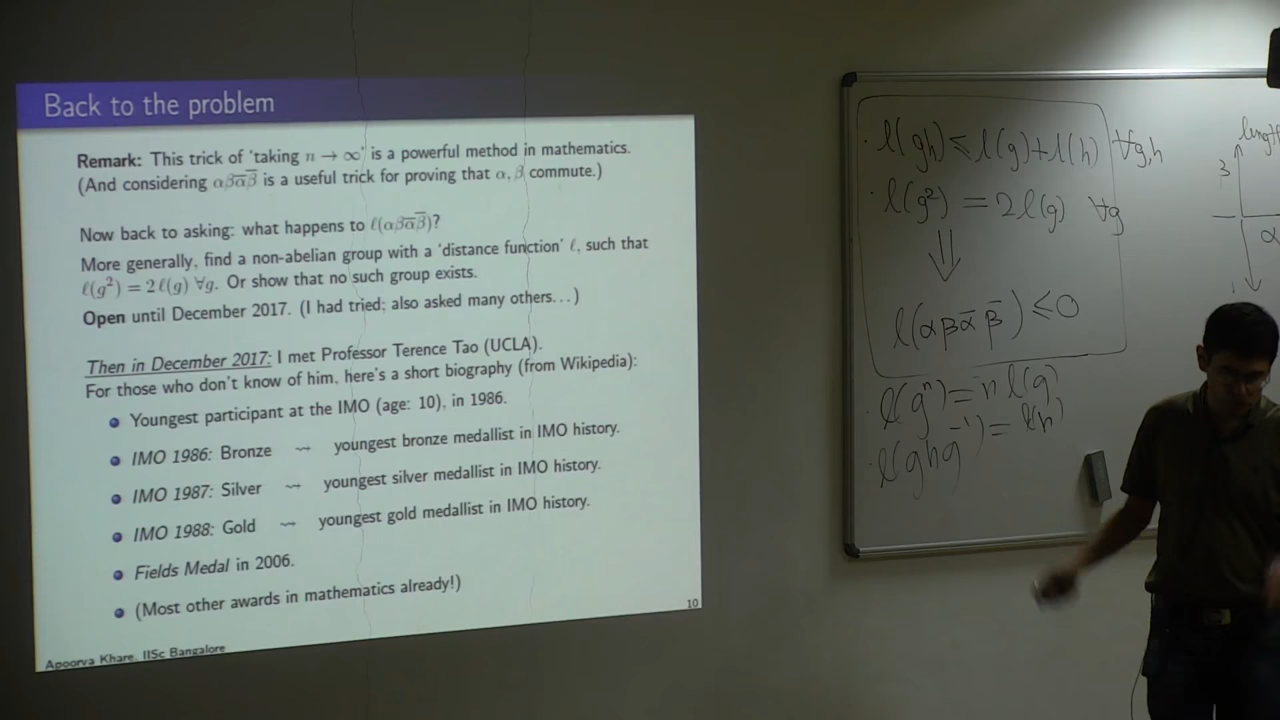 Back to the problem
Remark: This trick of 'taking n → ∞' is a powerful method in mathematics.
(And considering αβᾱβ̄ is a useful trick for proving that α, β commute.)
Now back to asking: what happens to ℓ(αβᾱβ̄)?
More generally, find a non-abelian group with a 'distance function' ℓ, such that
ℓ(g²) = 2 ℓ(g) ∀g. Or show that no such group exists.
Open until December 2017. (I had tried; also asked many others...)
Then in December 2017: I met Professor Terence Tao (UCLA).
For those who don't know of him, here's a short biography (from Wikipedia):
Youngest participant at the IMO (age: 10), in 1986.
IMO 1986: Bronze ⇝ youngest bronze medallist in IMO history.
IMO 1987: Silver ⇝ youngest silver medallist in IMO history.
IMO 1988: Gold ⇝ youngest gold medallist in IMO history.
Fields Medal in 2006.
(Most other awards in mathematics already!)
10
Apoorva Khare, IISc Bangalore
· ℓ(gh) ≤ ℓ(g)+ℓ(h) ∀g,h
· ℓ(g²) = 2ℓ(g) ∀g
⇓
ℓ(αβᾱβ̄) ≤ 0
· ℓ(gⁿ) = n ℓ(g)
· ℓ(ghg⁻¹) = ℓ(h)
length
3
α